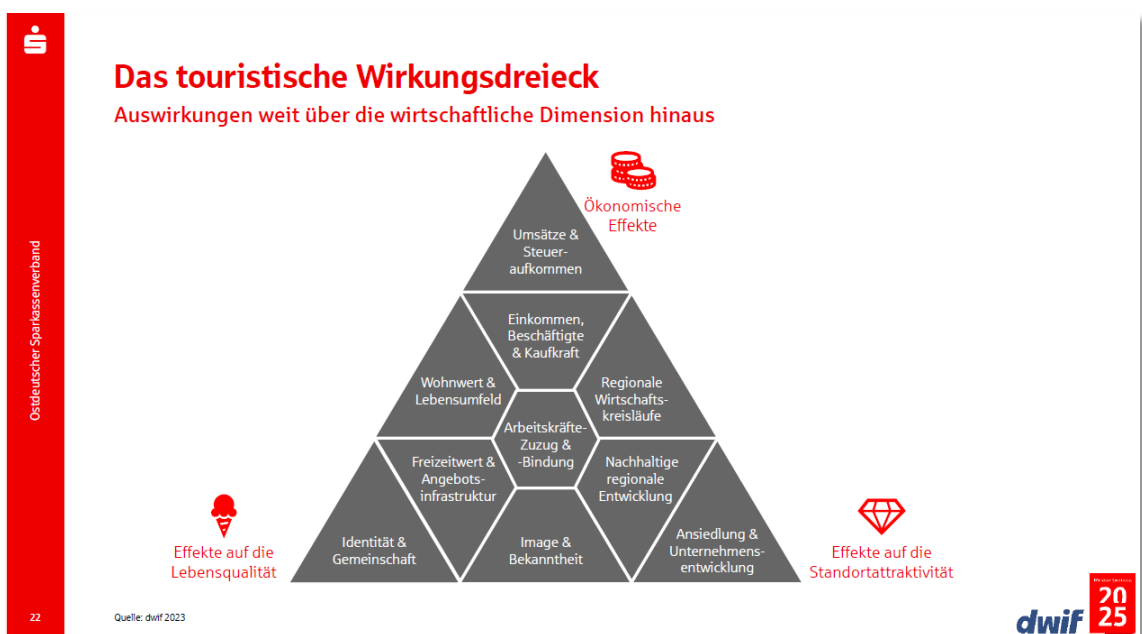 Das touristische Wirkungsdreieck
Auswirkungen weit über die wirtschaftliche Dimension hinaus
Ökonomische
Effekte
Umsätze &
Steuer-
aufkommen
Einkommen,
Beschäftigte
& Kaufkraft
Wohnwert &
Lebensumfeld
Regionale
Wirtschafts-
kreisläufe
Arbeitskräfte-
Zuzug &
-Bindung
Freizeitwert &
Angebots-
infrastruktur
Nachhaltige
regionale
Entwicklung
Identität &
Gemeinschaft
Image &
Bekanntheit
Ansiedlung &
Unternehmens-
entwicklung
Effekte auf die
Lebensqualität
Effekte auf die
Standortattraktivität
Ostdeutscher Sparkassenverband
22
Quelle: dwif 2023
dwif
20
25